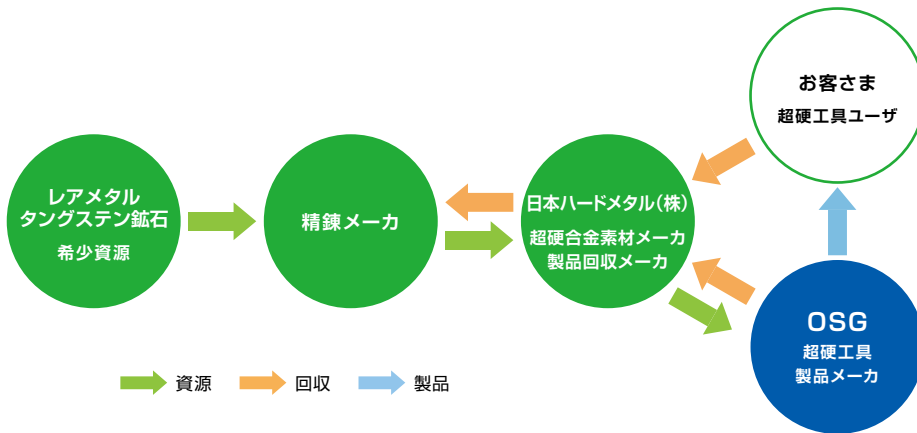 お客さま
超硬工具ユーザ
レアメタル
タングステン鉱石
希少資源
精錬メーカ
日本ハードメタル(株)
超硬合金素材メーカ
製品回収メーカ
OSG
超硬工具
製品メーカ
資源
回収
製品